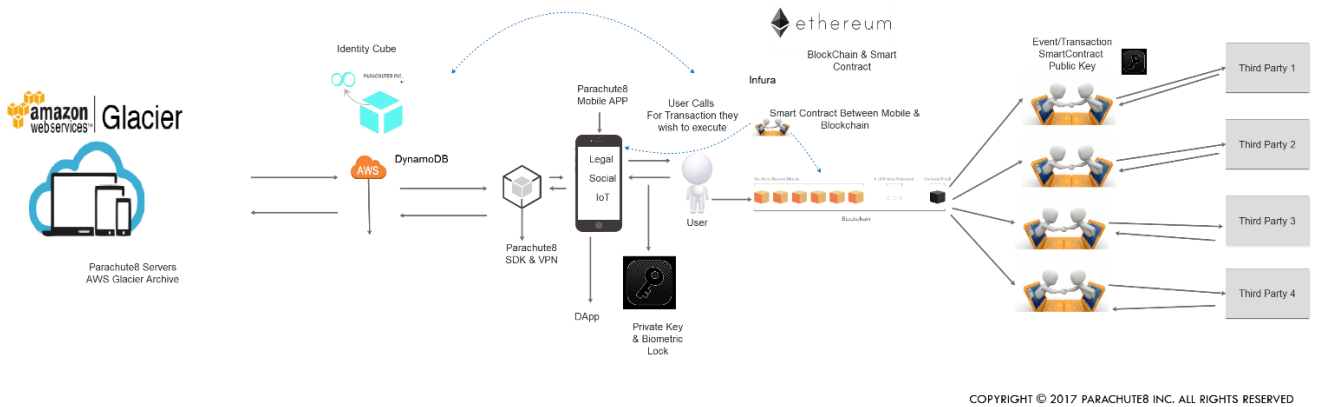 ethereum
Identity Cube
PARACHUTE8 INC.
BlockChain & Smart
Contract
Event/Transaction
SmartContract
Public Key
Third Party 1
Infura
amazon
web services™
Glacier
Parachute8
Mobile APP
User Calls
For Transaction they
wish to execute
Smart Contract Between Mobile &
Blockchain
DynamoDB
AWS
Legal
Social
IoT
Third Party 2
User
Blockchain
Third Party 3
Parachute8
SDK & VPN
Parachute8 Servers
AWS Glacier Archive
Third Party 4
DApp
Private Key
& Biometric
Lock
COPYRIGHT © 2017 PARACHUTE8 INC. ALL RIGHTS RESERVED